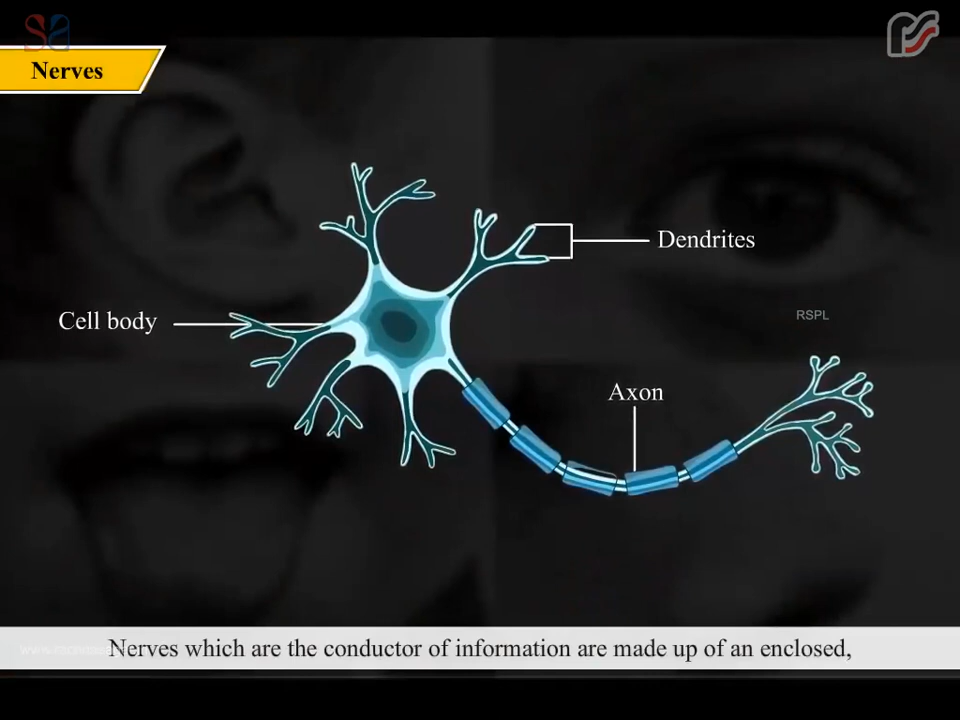 Nerves
Dendrites
Cell body
RSPL
Axon
Nerves which are the conductor of information are made up of an enclosed,